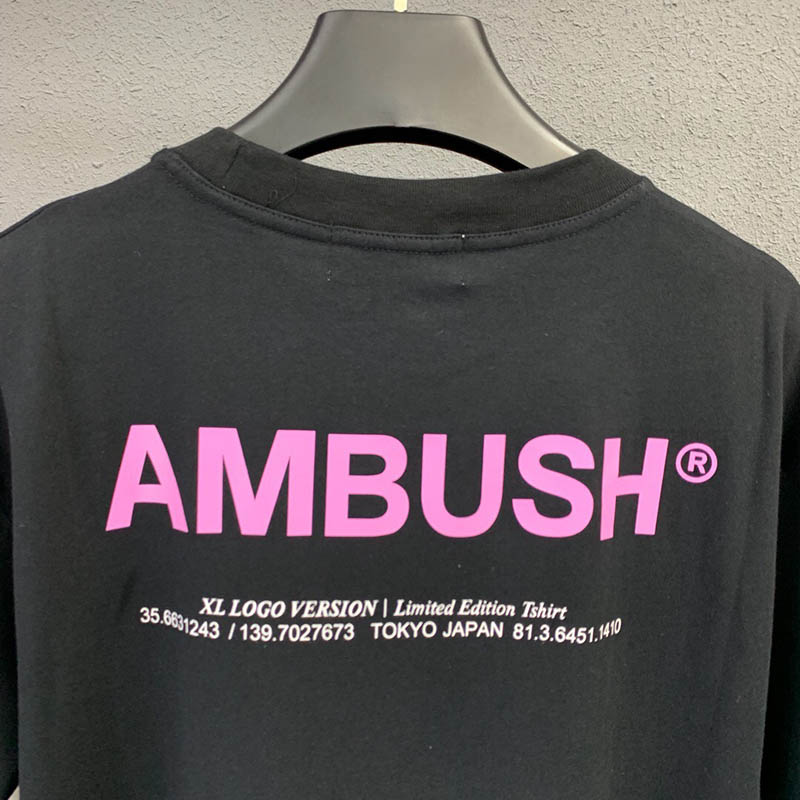 AMBUSH®
XL LOGO VERSION | Limited Edition Tshirt
35.6631243 / 139.7027673 TOKYO JAPAN 81.3.6451.1410